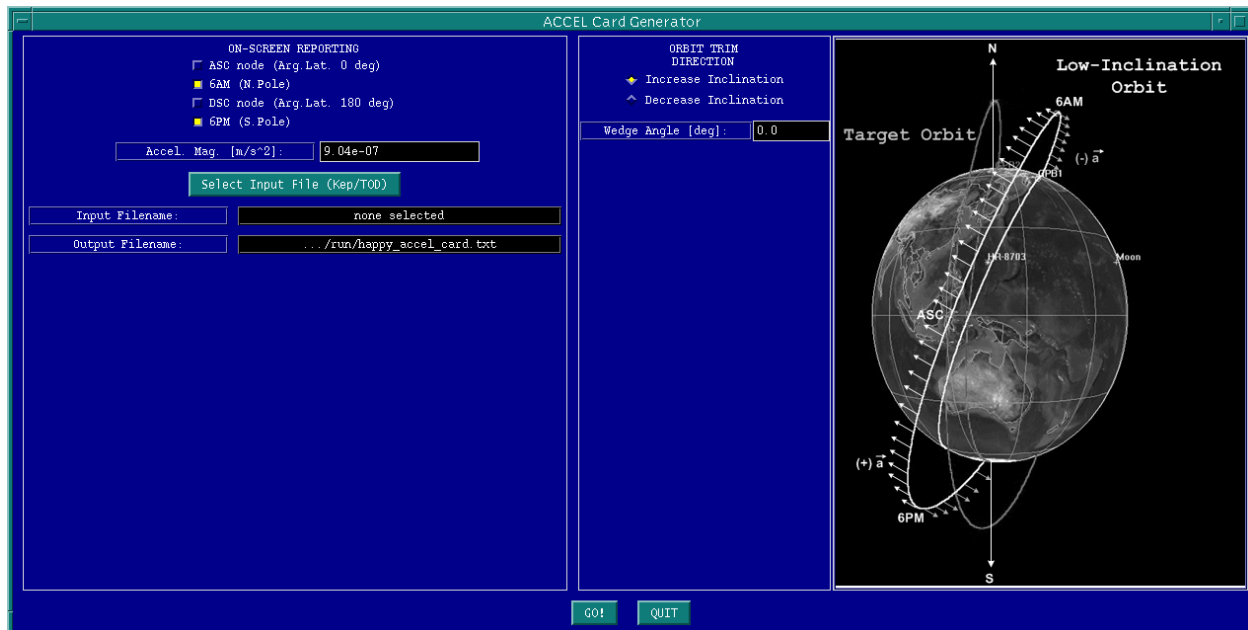 ACCEL Card Generator
ON-SCREEN REPORTING
ASC node (Arg.Lat. 0 deg)
6AM (N.Pole)
DSC node (Arg.Lat. 180 deg)
6PM (S.Pole)
Accel. Mag. [m/s^2]: 9.04e-07
Select Input File (Kep/TOD)
Input Filename: none selected
Output Filename: .../run/happy_accel_card.txt
ORBIT TRIM
DIRECTION
Increase Inclination
Decrease Inclination
Wedge Angle [deg]: 0.0
N
Low-Inclination
Orbit
6AM
Target Orbit
(-) a
GPB1
HR8703
Moon
ASC
(+) a
6PM
S
GO! QUIT